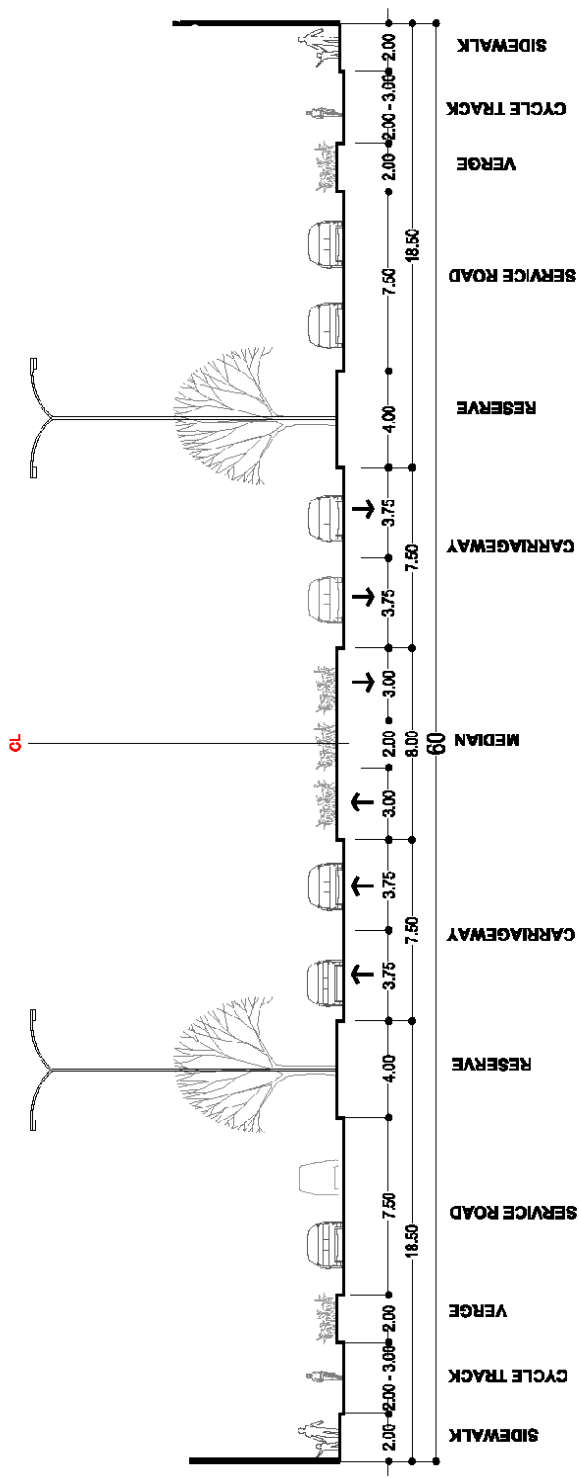 CL
SIDEWALK
CYCLE TRACK
VERGE
SERVICE ROAD
RESERVE
CARRIAGEWAY
MEDIAN
CARRIAGEWAY
RESERVE
SERVICE ROAD
VERGE
CYCLE TRACK
SIDEWALK
2.00
2.00 - 3.00
2.00
7.50
4.00
3.75
3.75
3.00
2.00
3.00
3.75
3.75
4.00
7.50
2.00
2.00 - 3.00
2.00
18.50
7.50
8.00
7.50
18.50
60